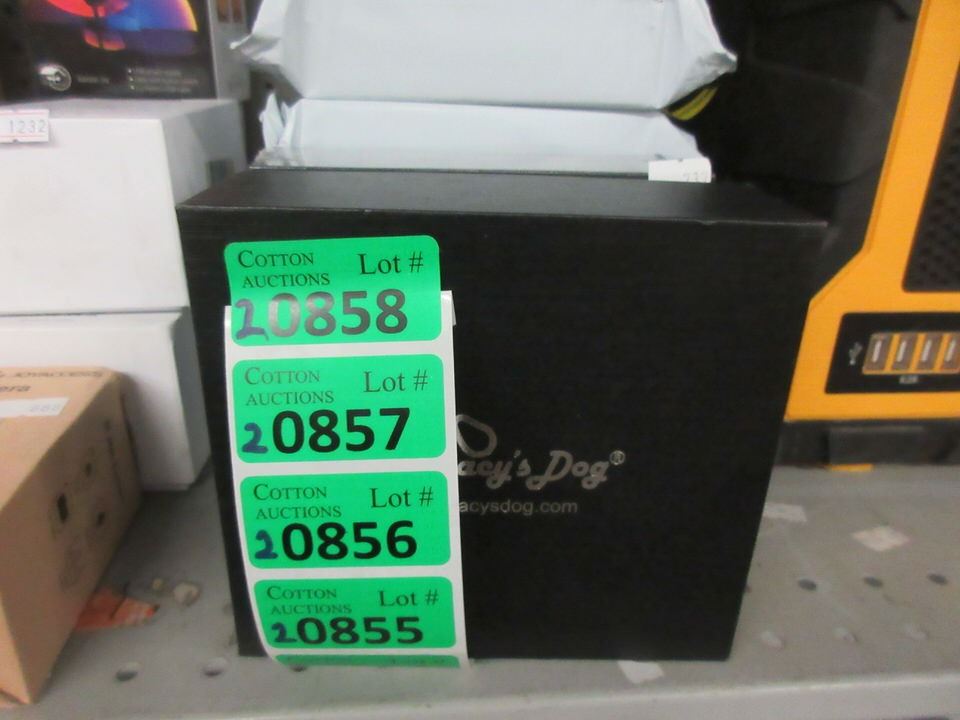 1232
COTTON
AUCTIONS Lot #
20858
COTTON
AUCTIONS Lot #
20857
COTTON
AUCTIONS Lot #
20856
COTTON
AUCTIONS Lot #
20855
acy's Dog®
acysdog.com
era